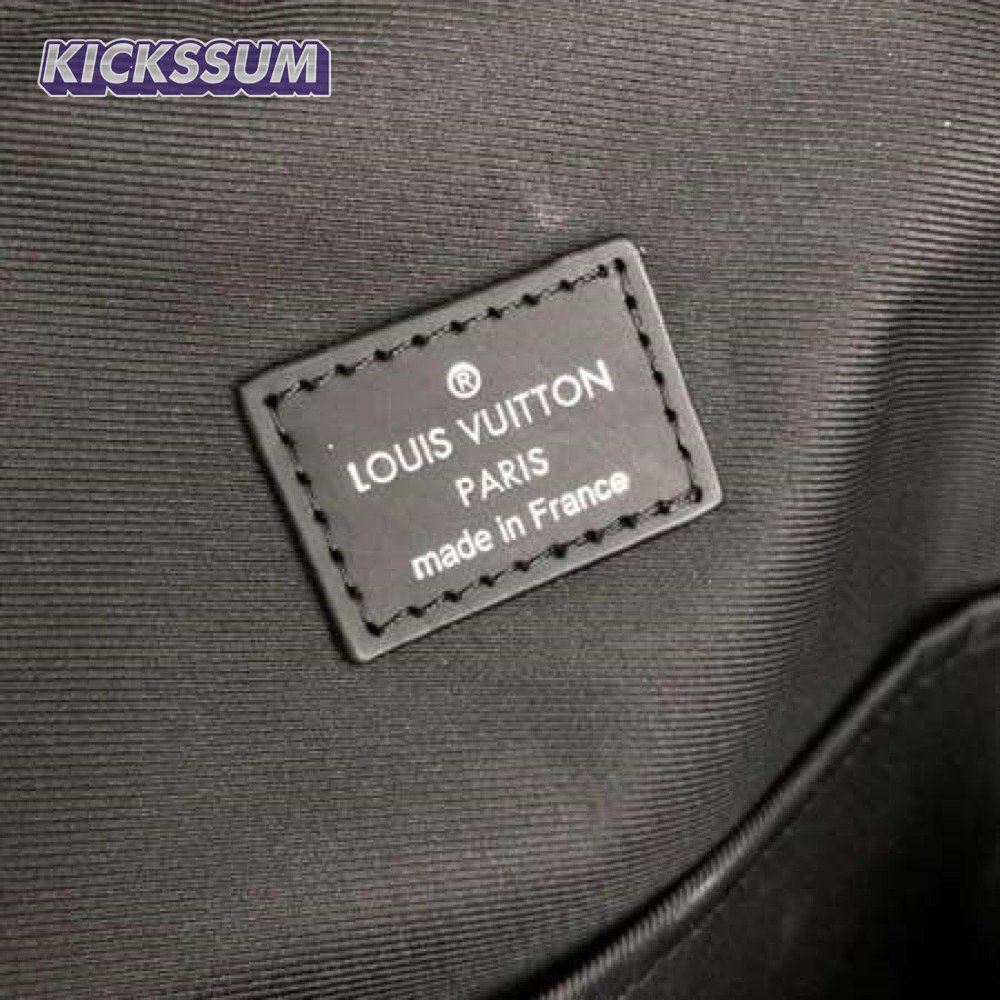 KICKSSUM
®
LOUIS VUITTON
PARIS
made in France